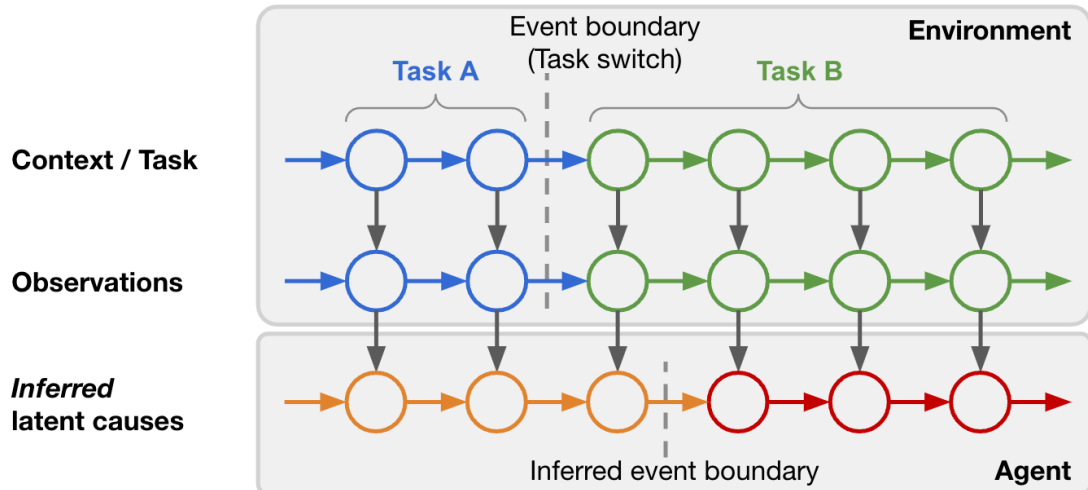 Event boundary
(Task switch)
Environment
Task A
Task B
Context / Task
Observations
Inferred
latent causes
Inferred event boundary
Agent